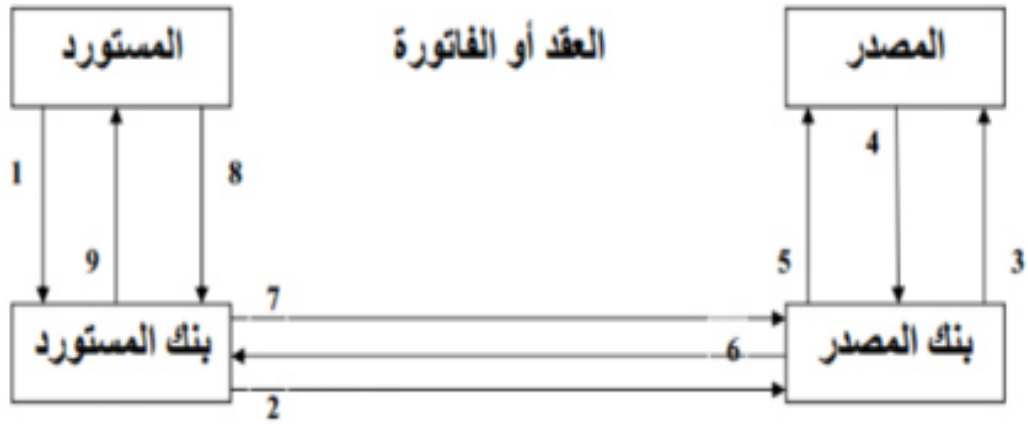 المصدر العقد أو الفاتورة المستورد
4
1 8
9 5 3
7
بنك المصدر بنك المستورد
6
2